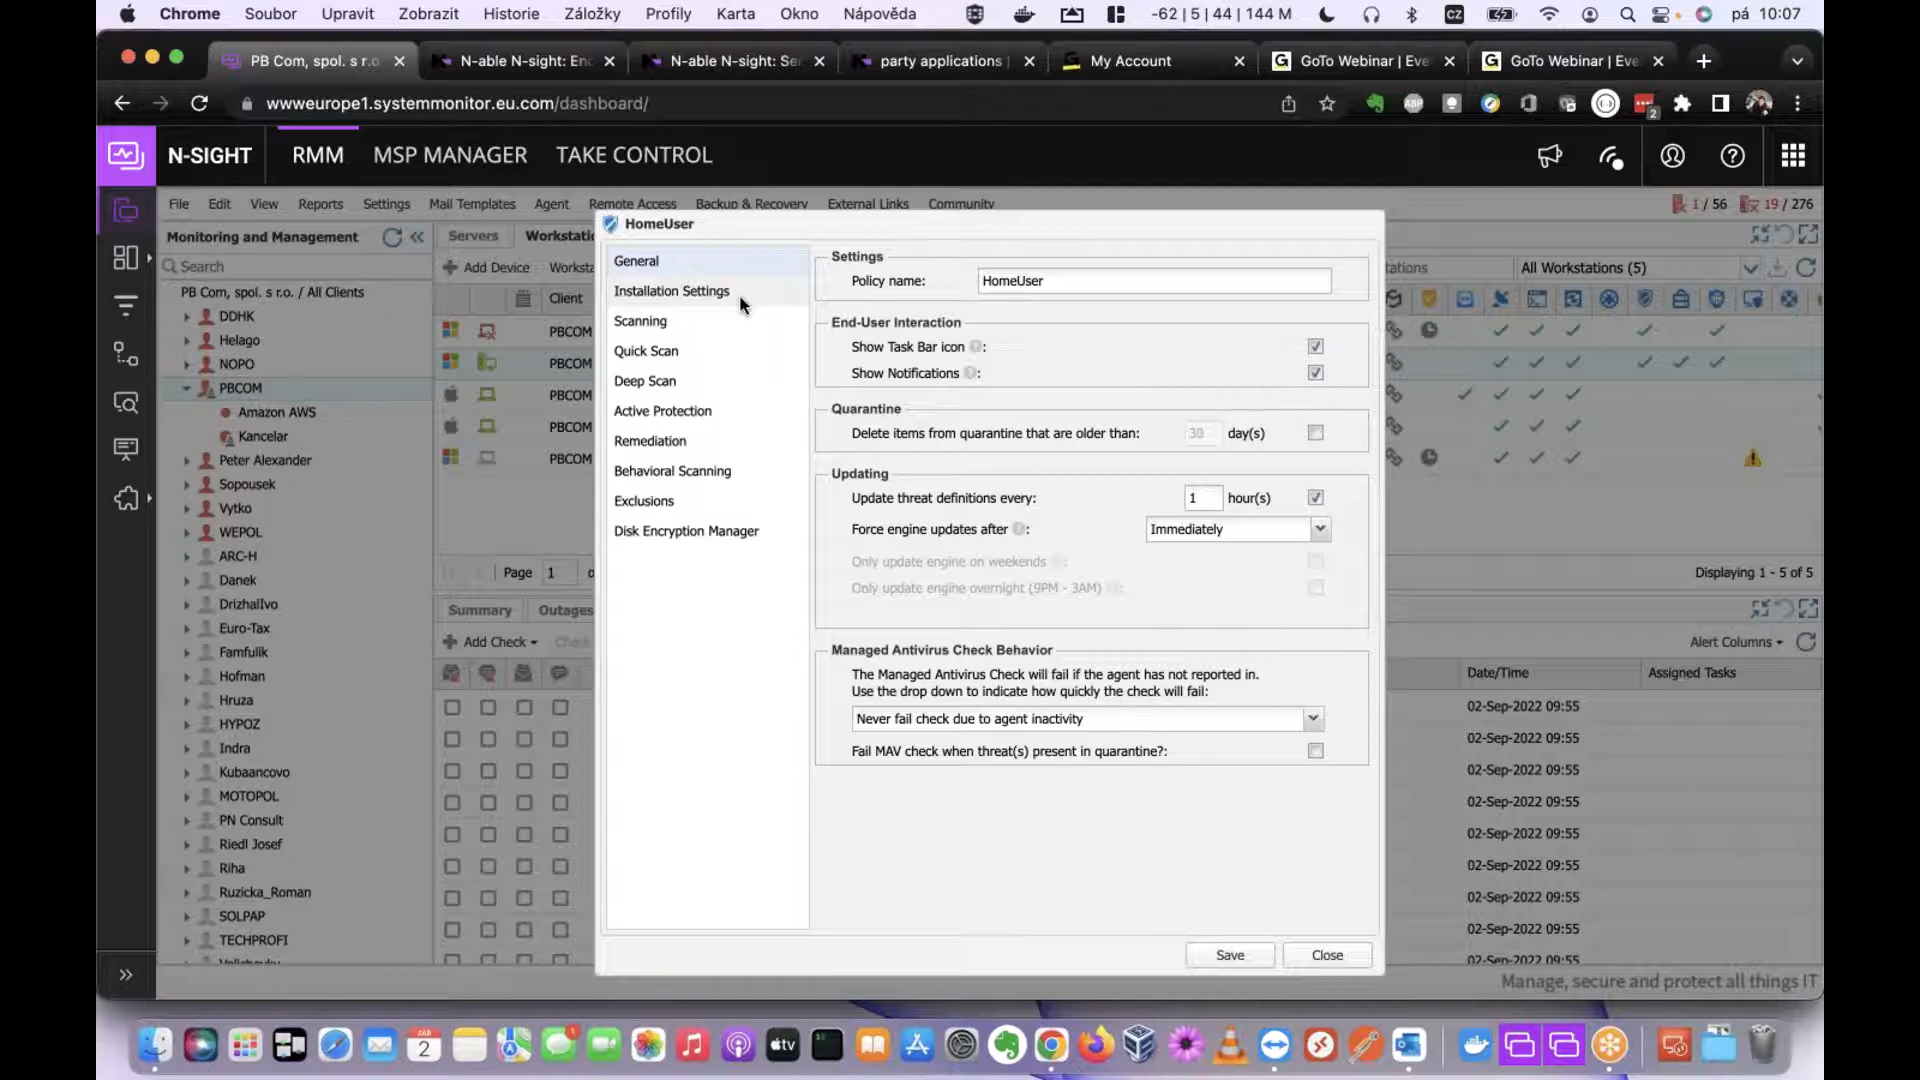 Chrome Soubor Upravit Zobrazit Historie Záložky Profily Karta Okno Nápověda -62 | 5 | 44 | 144 M CZ pá 10:07
PB Com, spol. s r.o. N-able N-sight: En N-able N-sight: Se party applications My Account GoTo Webinar | Eve GoTo Webinar | Eve
wwweurope1.systemmonitor.eu.com/dashboard/ ABP 2
N-SIGHT RMM MSP MANAGER TAKE CONTROL
File Edit View Reports Settings Mail Templates Agent Remote Access Backup & Recovery External Links Community 1 / 56 19 / 276
Monitoring and Management Servers Workstati
Search Add Device Worksta tations All Workstations (5)
PB Com, spol. s r.o. / All Clients Client
DDHK PBCOM
Helago
NOPO PBCOM
PBCOM PBCOM
Amazon AWS
Kancelar PBCOM
Peter Alexander PBCOM
Sopousek
Vytko
WEPOL
ARC-H
Danek Page 1 o Displaying 1 - 5 of 5
DrizhalIvo Summary Outages
Euro-Tax Add Check Alert Columns
Famfulik Date/Time Assigned Tasks
Hofman
Hruza 02-Sep-2022 09:55
HYPOZ 02-Sep-2022 09:55
Indra
Kubaancovo 02-Sep-2022 09:55
MOTOPOL 02-Sep-2022 09:55
PN Consult 02-Sep-2022 09:55
Riedl Josef
Riha 02-Sep-2022 09:55
Ruzicka_Roman 02-Sep-2022 09:55
SOLPAP 02-Sep-2022 09:55
TECHPROFI 02-Sep-2022 09:55
HomeUser
General
Installation Settings
Scanning
Quick Scan
Deep Scan
Active Protection
Remediation
Behavioral Scanning
Exclusions
Disk Encryption Manager
Settings
Policy name: HomeUser
End-User Interaction
Show Task Bar icon :
Show Notifications :
Quarantine
Delete items from quarantine that are older than: 30 day(s)
Updating
Update threat definitions every: 1 hour(s)
Force engine updates after : Immediately
Only update engine on weekends :
Only update engine overnight (9PM - 3AM) :
Managed Antivirus Check Behavior
The Managed Antivirus Check will fail if the agent has not reported in.
Use the drop down to indicate how quickly the check will fail:
Never fail check due to agent inactivity
Fail MAV check when threat(s) present in quarantine?:
Save Close
Manage, secure and protect all things IT
2 tv